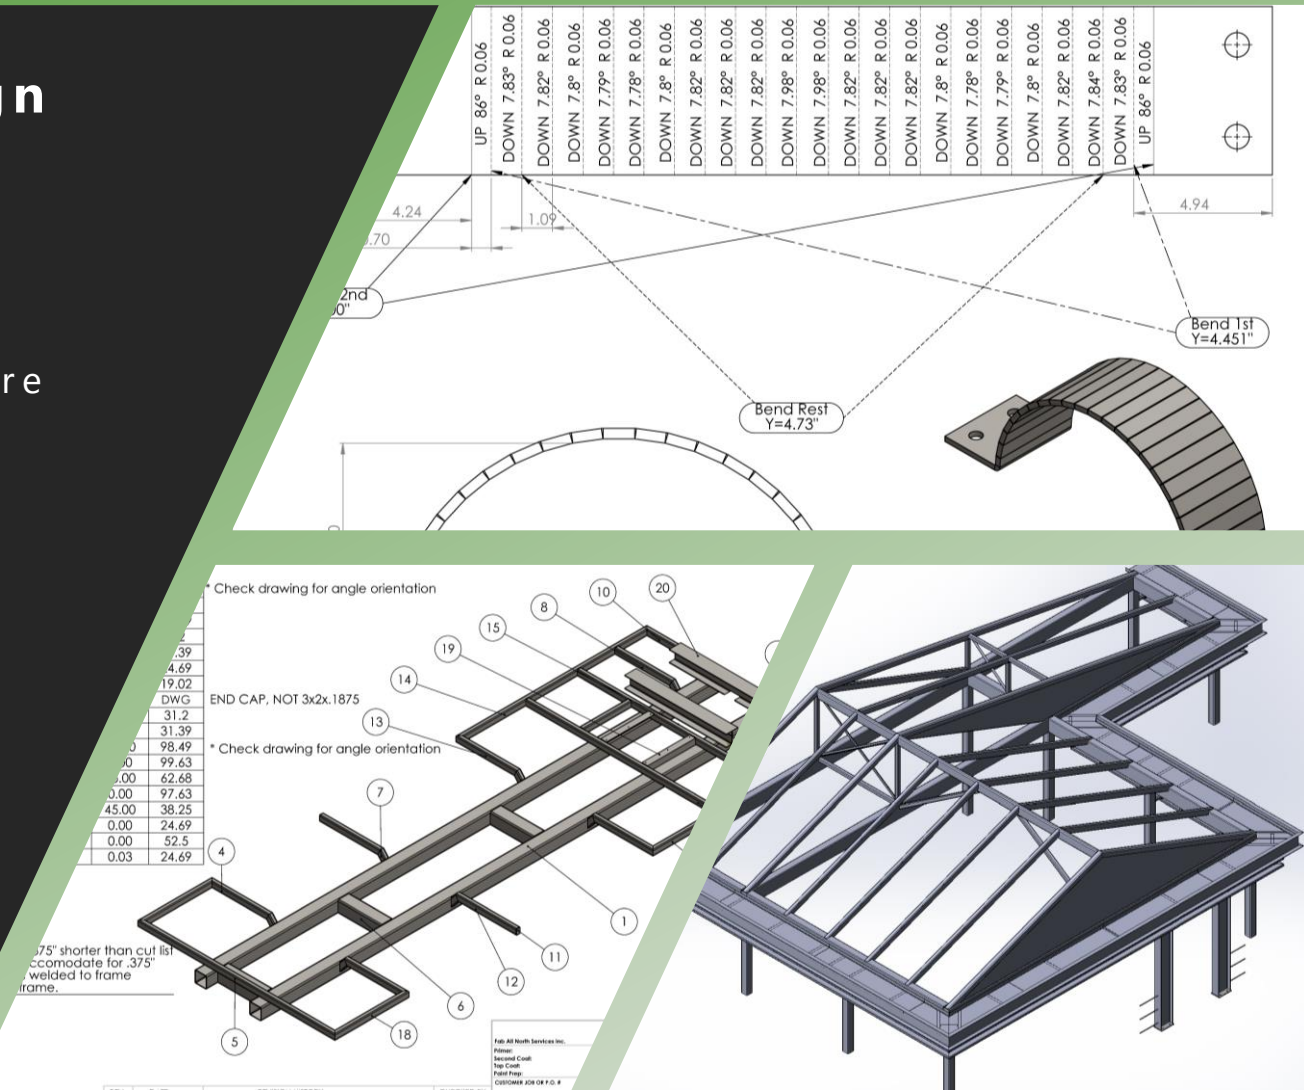 UP 86° R 0.06
DOWN 7.83° R 0.06
DOWN 7.82° R 0.06
DOWN 7.8° R 0.06
DOWN 7.79° R 0.06
DOWN 7.78° R 0.06
DOWN 7.8° R 0.06
DOWN 7.82° R 0.06
DOWN 7.82° R 0.06
DOWN 7.98° R 0.06
DOWN 7.98° R 0.06
DOWN 7.82° R 0.06
DOWN 7.82° R 0.06
DOWN 7.8° R 0.06
DOWN 7.78° R 0.06
DOWN 7.79° R 0.06
DOWN 7.8° R 0.06
DOWN 7.82° R 0.06
DOWN 7.84° R 0.06
DOWN 7.83° R 0.06
UP 86° R 0.06
4.24
1.09
4.94
.70
2nd
Bend 1st
Y=4.451"
Bend Rest
Y=4.73"
* Check drawing for angle orientation
.39
4.69
19.02
DWG
END CAP, NOT 3x2x.1875
31.2
31.39
98.49
* Check drawing for angle orientation
99.63
.00
62.68
0.00
97.63
45.00
38.25
0.00
24.69
0.00
52.5
0.03
24.69
20
10
8
15
19
14
13
7
4
1
11
12
6
18
5
75" shorter than cut list
ccomodate for .375"
welded to frame
frame.
Fab All North Services Inc.
Primer:
Second Coat:
Top Coat:
Paint Prep:
CUSTOMER JOB OR P.O. #